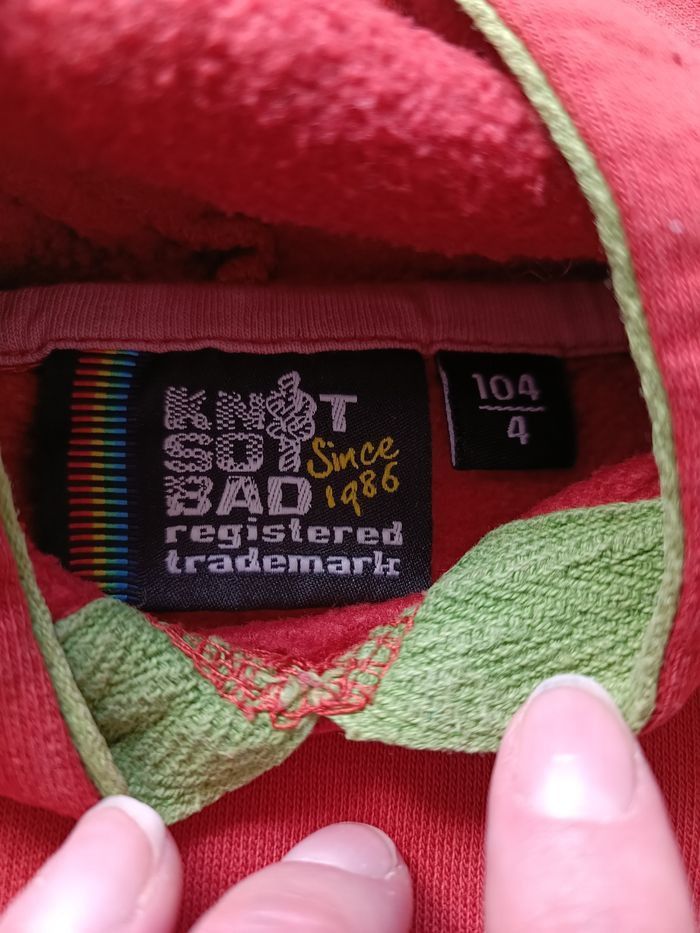 KNOT
SO
BAD
Since
1986
registered
trademark
104
4